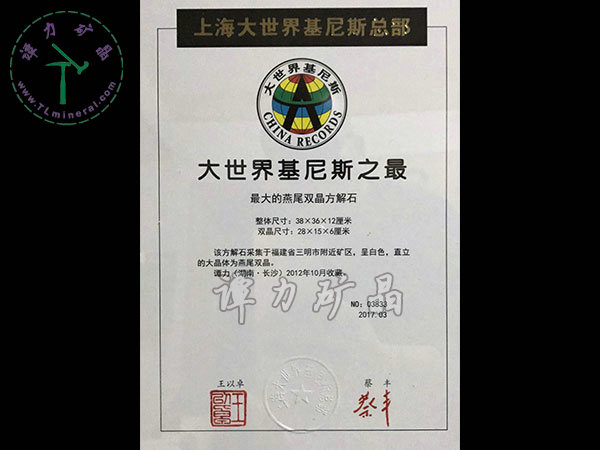 谭力矿晶
www.TLmineral.com
上海大世界基尼斯总部
大世界基尼斯
CHINA RECORDS
大世界基尼斯之最
最大的燕尾双晶方解石
整体尺寸：38×36×12厘米
双晶尺寸：28×15×6厘米
该方解石采集于福建省三明市附近矿区，呈白色，直立
的大晶体为燕尾双晶。
谭力（湖南·长沙）2012年10月收藏。
谭力矿晶
NO：03833
2017.03
王以卓
蔡 丰
蔡丰